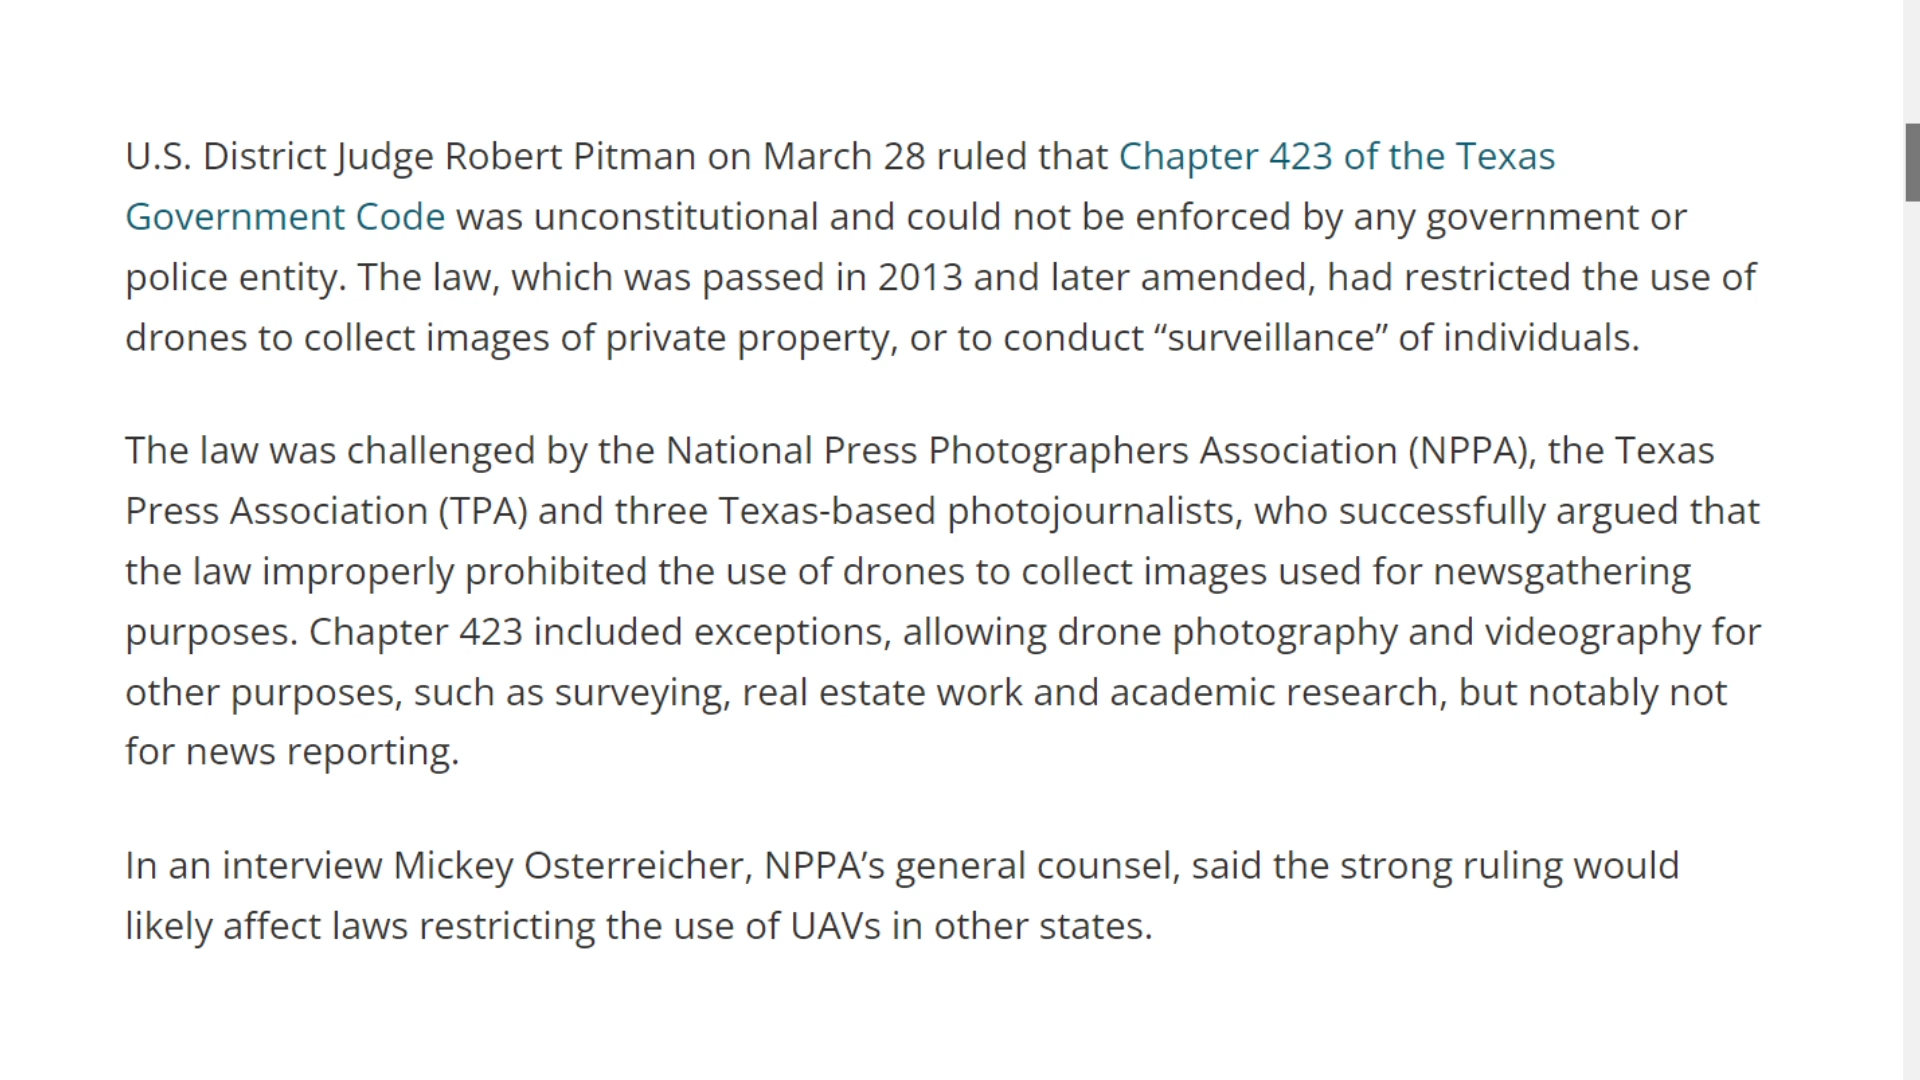 U.S. District Judge Robert Pitman on March 28 ruled that Chapter 423 of the Texas
Government Code was unconstitutional and could not be enforced by any government or
police entity. The law, which was passed in 2013 and later amended, had restricted the use of
drones to collect images of private property, or to conduct “surveillance” of individuals.
The law was challenged by the National Press Photographers Association (NPPA), the Texas
Press Association (TPA) and three Texas-based photojournalists, who successfully argued that
the law improperly prohibited the use of drones to collect images used for newsgathering
purposes. Chapter 423 included exceptions, allowing drone photography and videography for
other purposes, such as surveying, real estate work and academic research, but notably not
for news reporting.
In an interview Mickey Osterreicher, NPPA’s general counsel, said the strong ruling would
likely affect laws restricting the use of UAVs in other states.